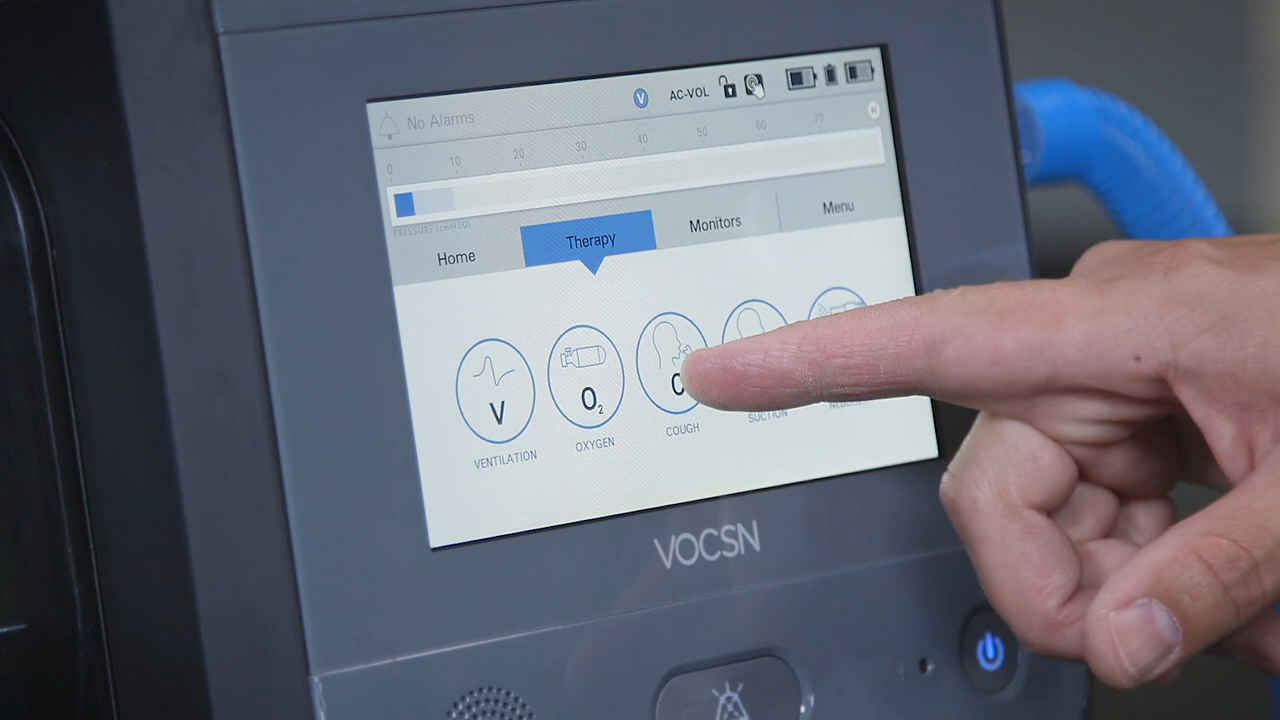 No Alarms
V AC-VOL
0 10 20 30 40 50 60 70 H
PRESSURE (cmH2O)
Home Therapy Monitors Menu
V O2 C
VENTILATION OXYGEN COUGH SUCTION
VOCSN